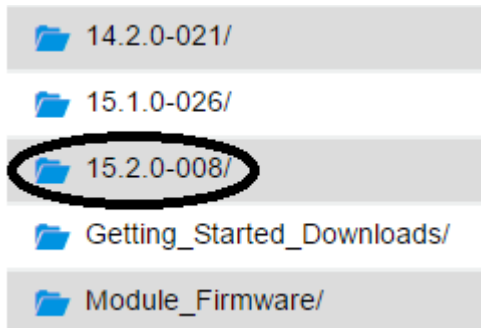 14.2.0-021/
15.1.0-026/
15.2.0-008/
Getting_Started_Downloads/
Module_Firmware/